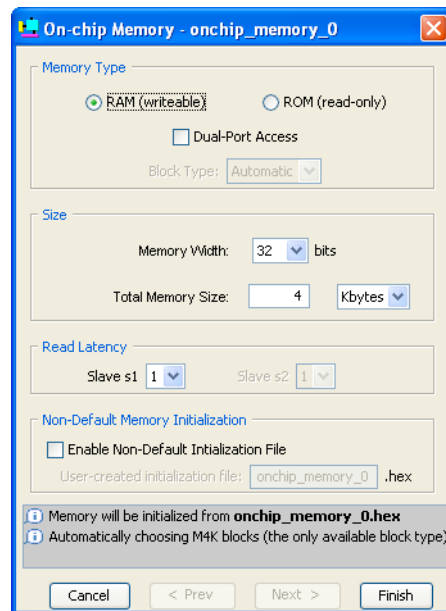 On-chip Memory - onchip_memory_0
Memory Type
RAM (writeable) ROM (read-only)
Dual-Port Access
Block Type: Automatic
Size
Memory Width: 32 bits
Total Memory Size: 4 Kbytes
Read Latency
Slave s1 1 Slave s2 1
Non-Default Memory Initialization
Enable Non-Default Intialization File
User-created initialization file: onchip_memory_0 .hex
Memory will be initialized from onchip_memory_0.hex
Automatically choosing M4K blocks (the only available block type)
Cancel < Prev Next > Finish